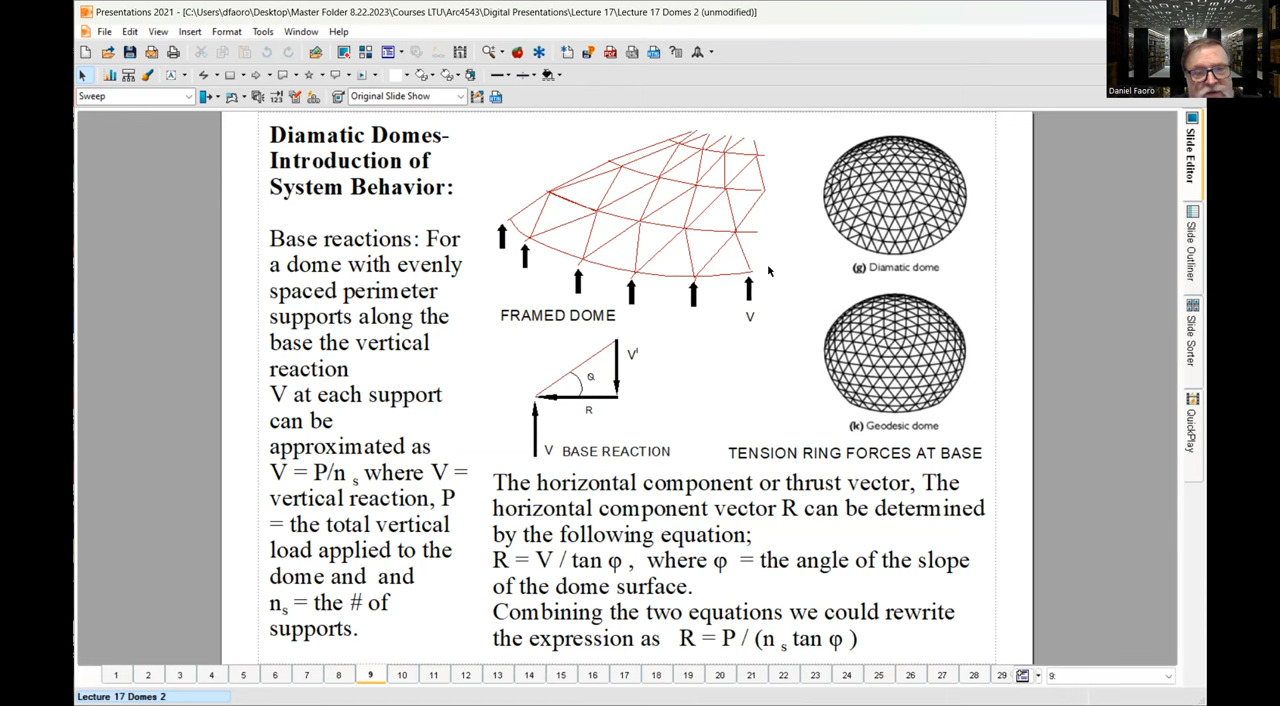 Presentations 2021 - [C:\Users\dfaoro\Desktop\Master Folder 8.22.2023\Courses LTU\Arc4543\Digital Presentations\Lecture 17\Lecture 17 Domes 2 (unmodified)]
File Edit View Insert Format Tools Window Help
Sweep
Original Slide Show
Daniel Faoro
Diamatic Domes-
Introduction of
System Behavior:
Base reactions: For
a dome with evenly
spaced perimeter
supports along the
base the vertical
reaction
V at each support
can be
approximated as
V = P/n s where V =
vertical reaction, P
= the total vertical
load applied to the
dome and and
ns = the # of
supports.
FRAMED DOME
V
V'
Q
R
V BASE REACTION
(g) Diamatic dome
(k) Geodesic dome
TENSION RING FORCES AT BASE
The horizontal component or thrust vector, The
horizontal component vector R can be determined
by the following equation;
R = V / tan φ , where φ = the angle of the slope
of the dome surface.
Combining the two equations we could rewrite
the expression as R = P / (n s tan φ )
Slide Editor
Slide Outliner
Slide Sorter
QuickPlay
1 2 3 4 5 6 7 8 9 10 11 12 13 14 15 16 17 18 19 20 21 22 23 24 25 26 27 28 29 9:
Lecture 17 Domes 2